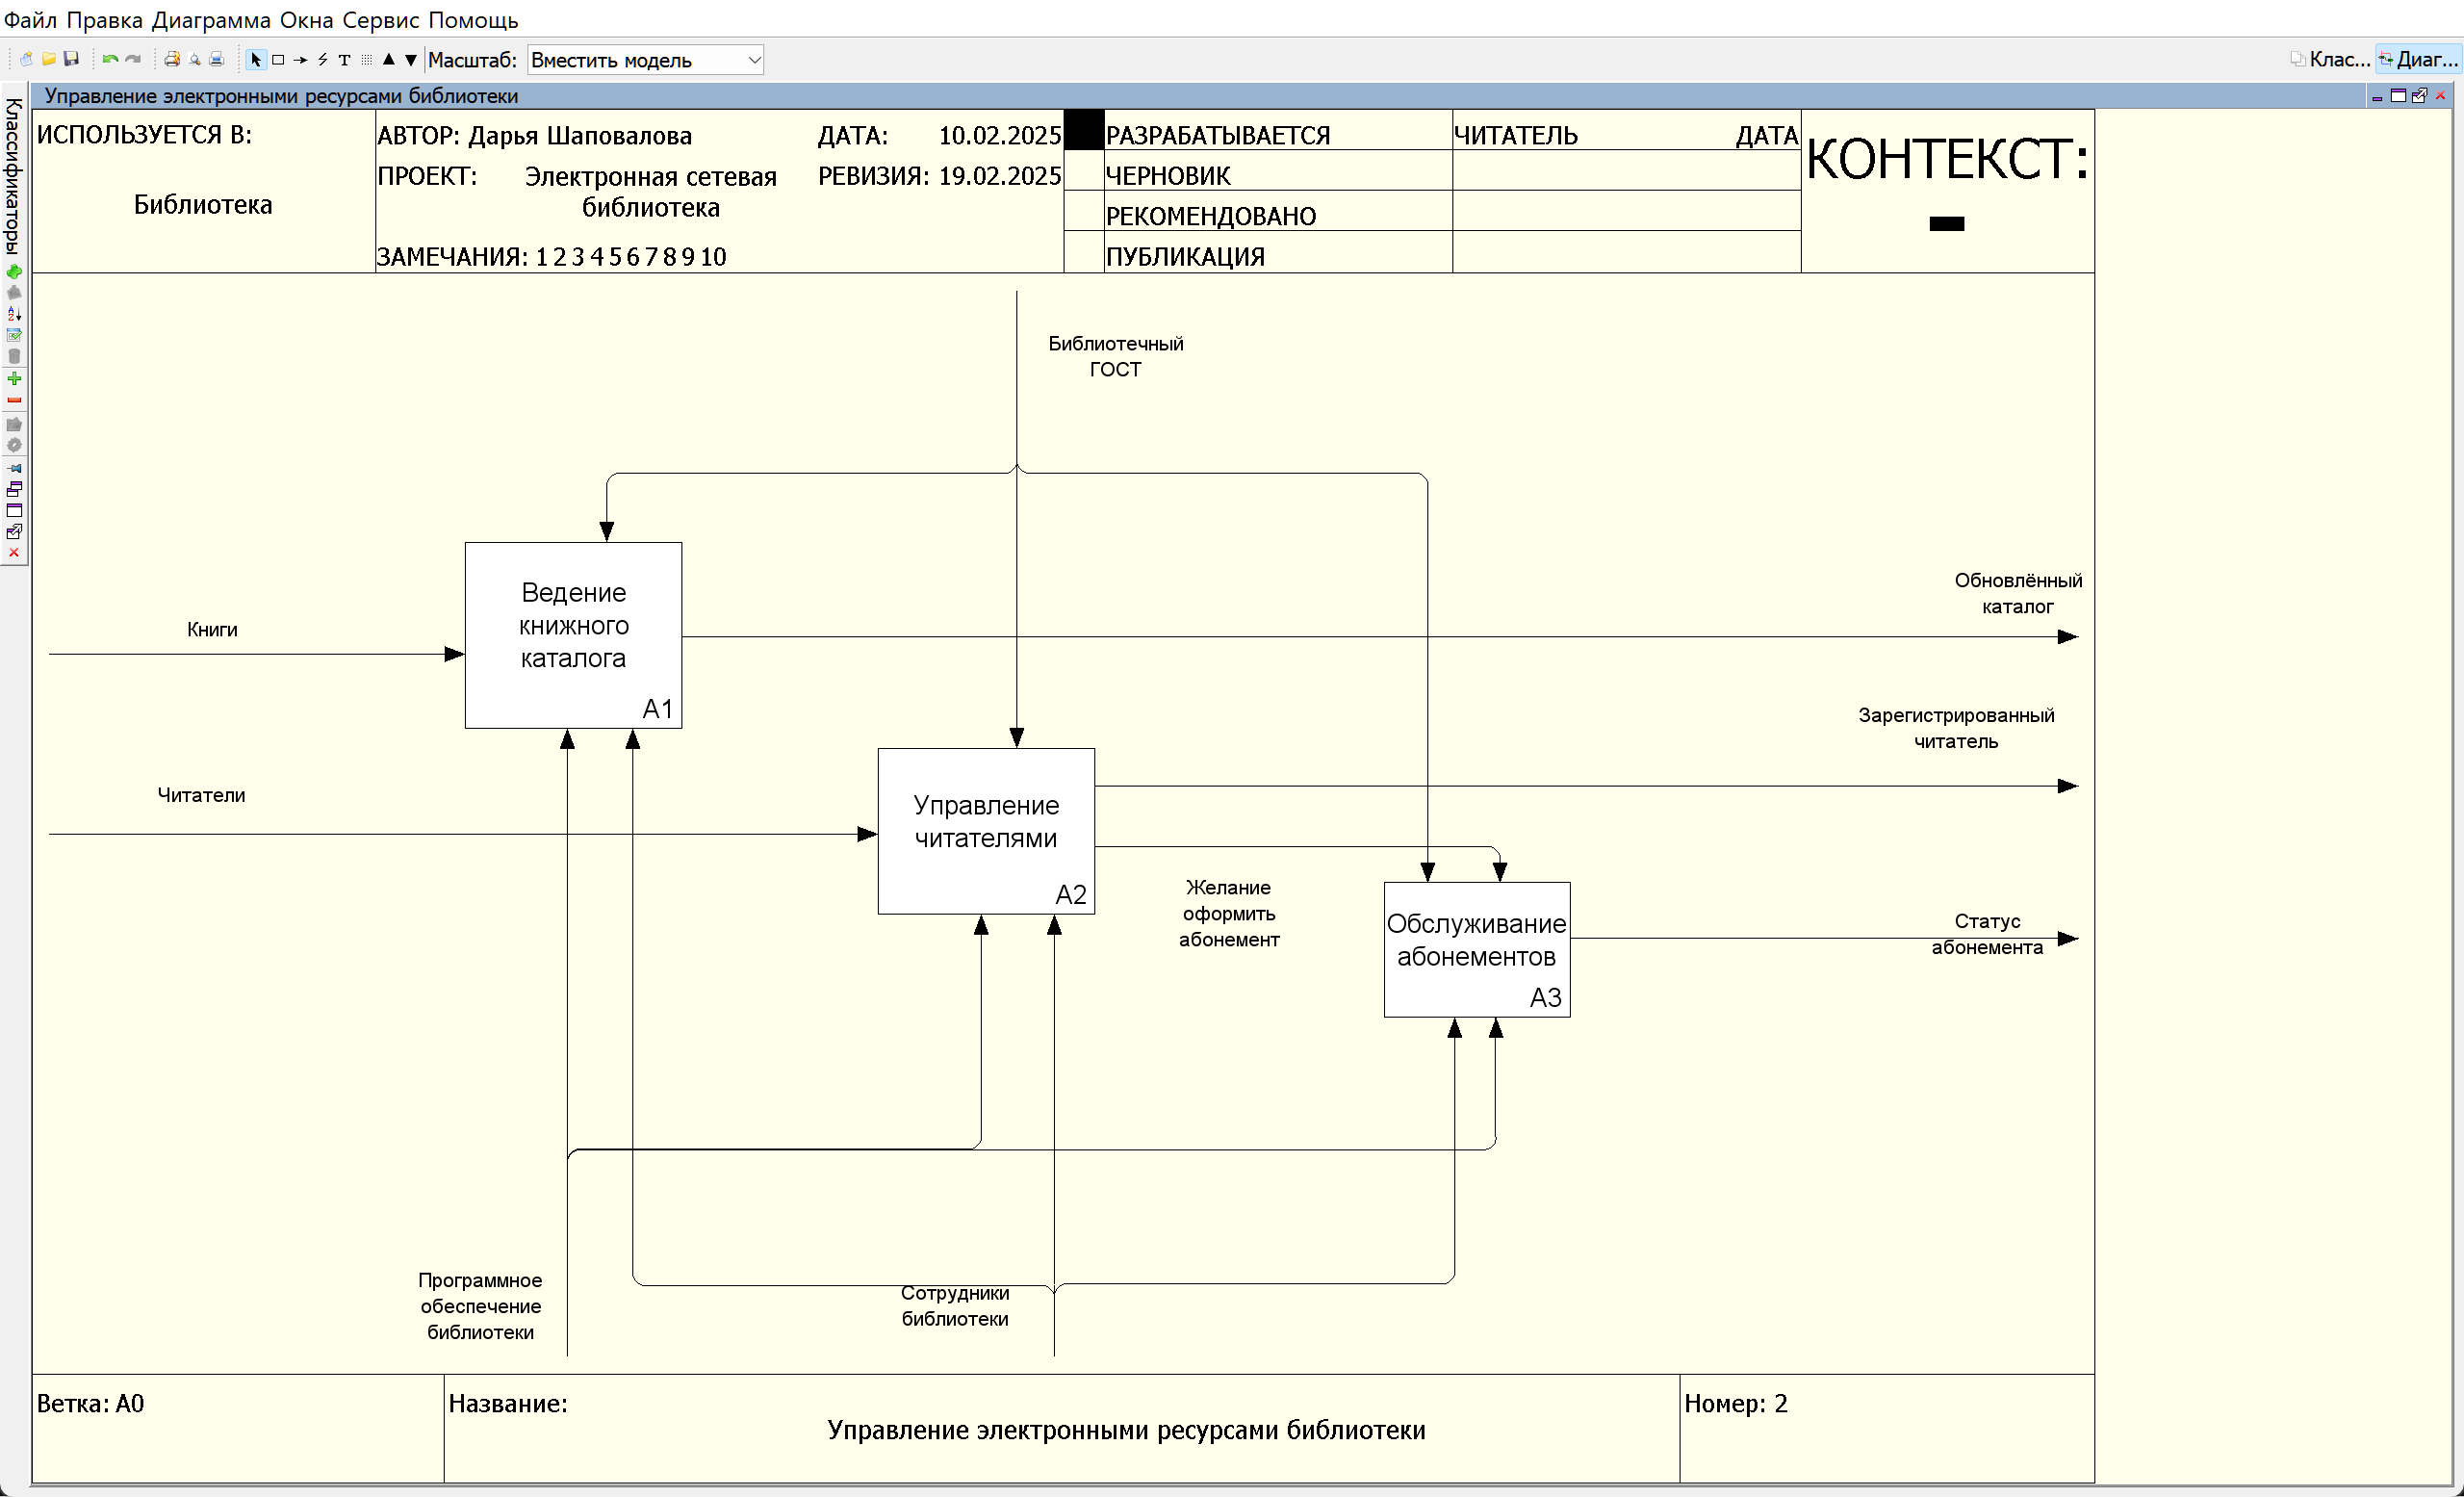 Файл Правка Диаграмма Окна Сервис Помощь
Масштаб: Вместить модель
Клас... Диаг...
Классификаторы
Управление электронными ресурсами библиотеки
ИСПОЛЬЗУЕТСЯ В:
Библиотека
АВТОР: Дарья Шаповалова
ДАТА: 10.02.2025
ПРОЕКТ: Электронная сетевая
библиотека
РЕВИЗИЯ: 19.02.2025
ЗАМЕЧАНИЯ: 1 2 3 4 5 6 7 8 9 10
РАЗРАБАТЫВАЕТСЯ
ЧЕРНОВИК
РЕКОМЕНДОВАНО
ПУБЛИКАЦИЯ
ЧИТАТЕЛЬ ДАТА
КОНТЕКСТ:
Библиотечный
ГОСТ
Обновлённый
каталог
Ведение
книжного
каталога
A1
Книги
Зарегистрированный
читатель
Читатели
Управление
читателями
A2
Желание
оформить
абонемент
Обслуживание
абонементов
A3
Статус
абонемента
Программное
обеспечение
библиотеки
Сотрудники
библиотеки
Ветка: A0
Название:
Управление электронными ресурсами библиотеки
Номер: 2